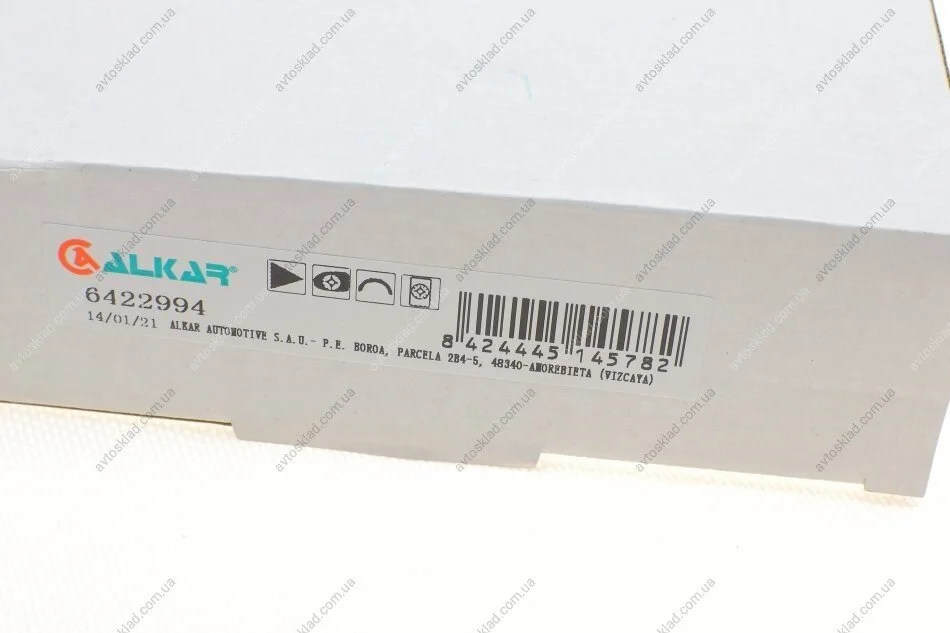 ALKAR®
6422994
14/01/21 ALKAR AUTOMOTIVE S.A.U.- P.E. BOROA, PARCELA 2B4-5, 48340-AMOREBIETA (VIZCAYA)
8 424445 145782
avtosklad.com.ua